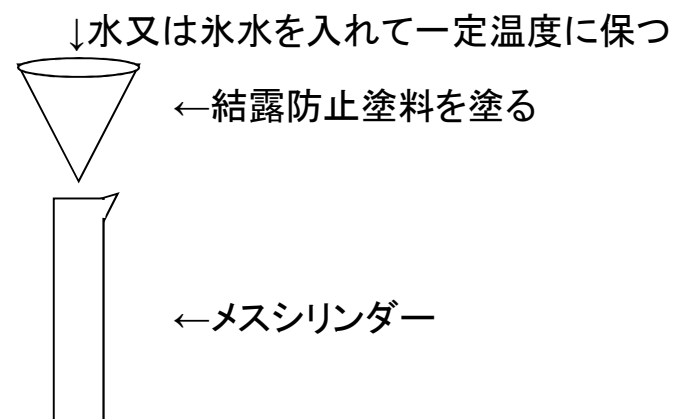 ↓水又は氷水を入れて一定温度に保つ
←結露防止塗料を塗る
←メスシリンダー